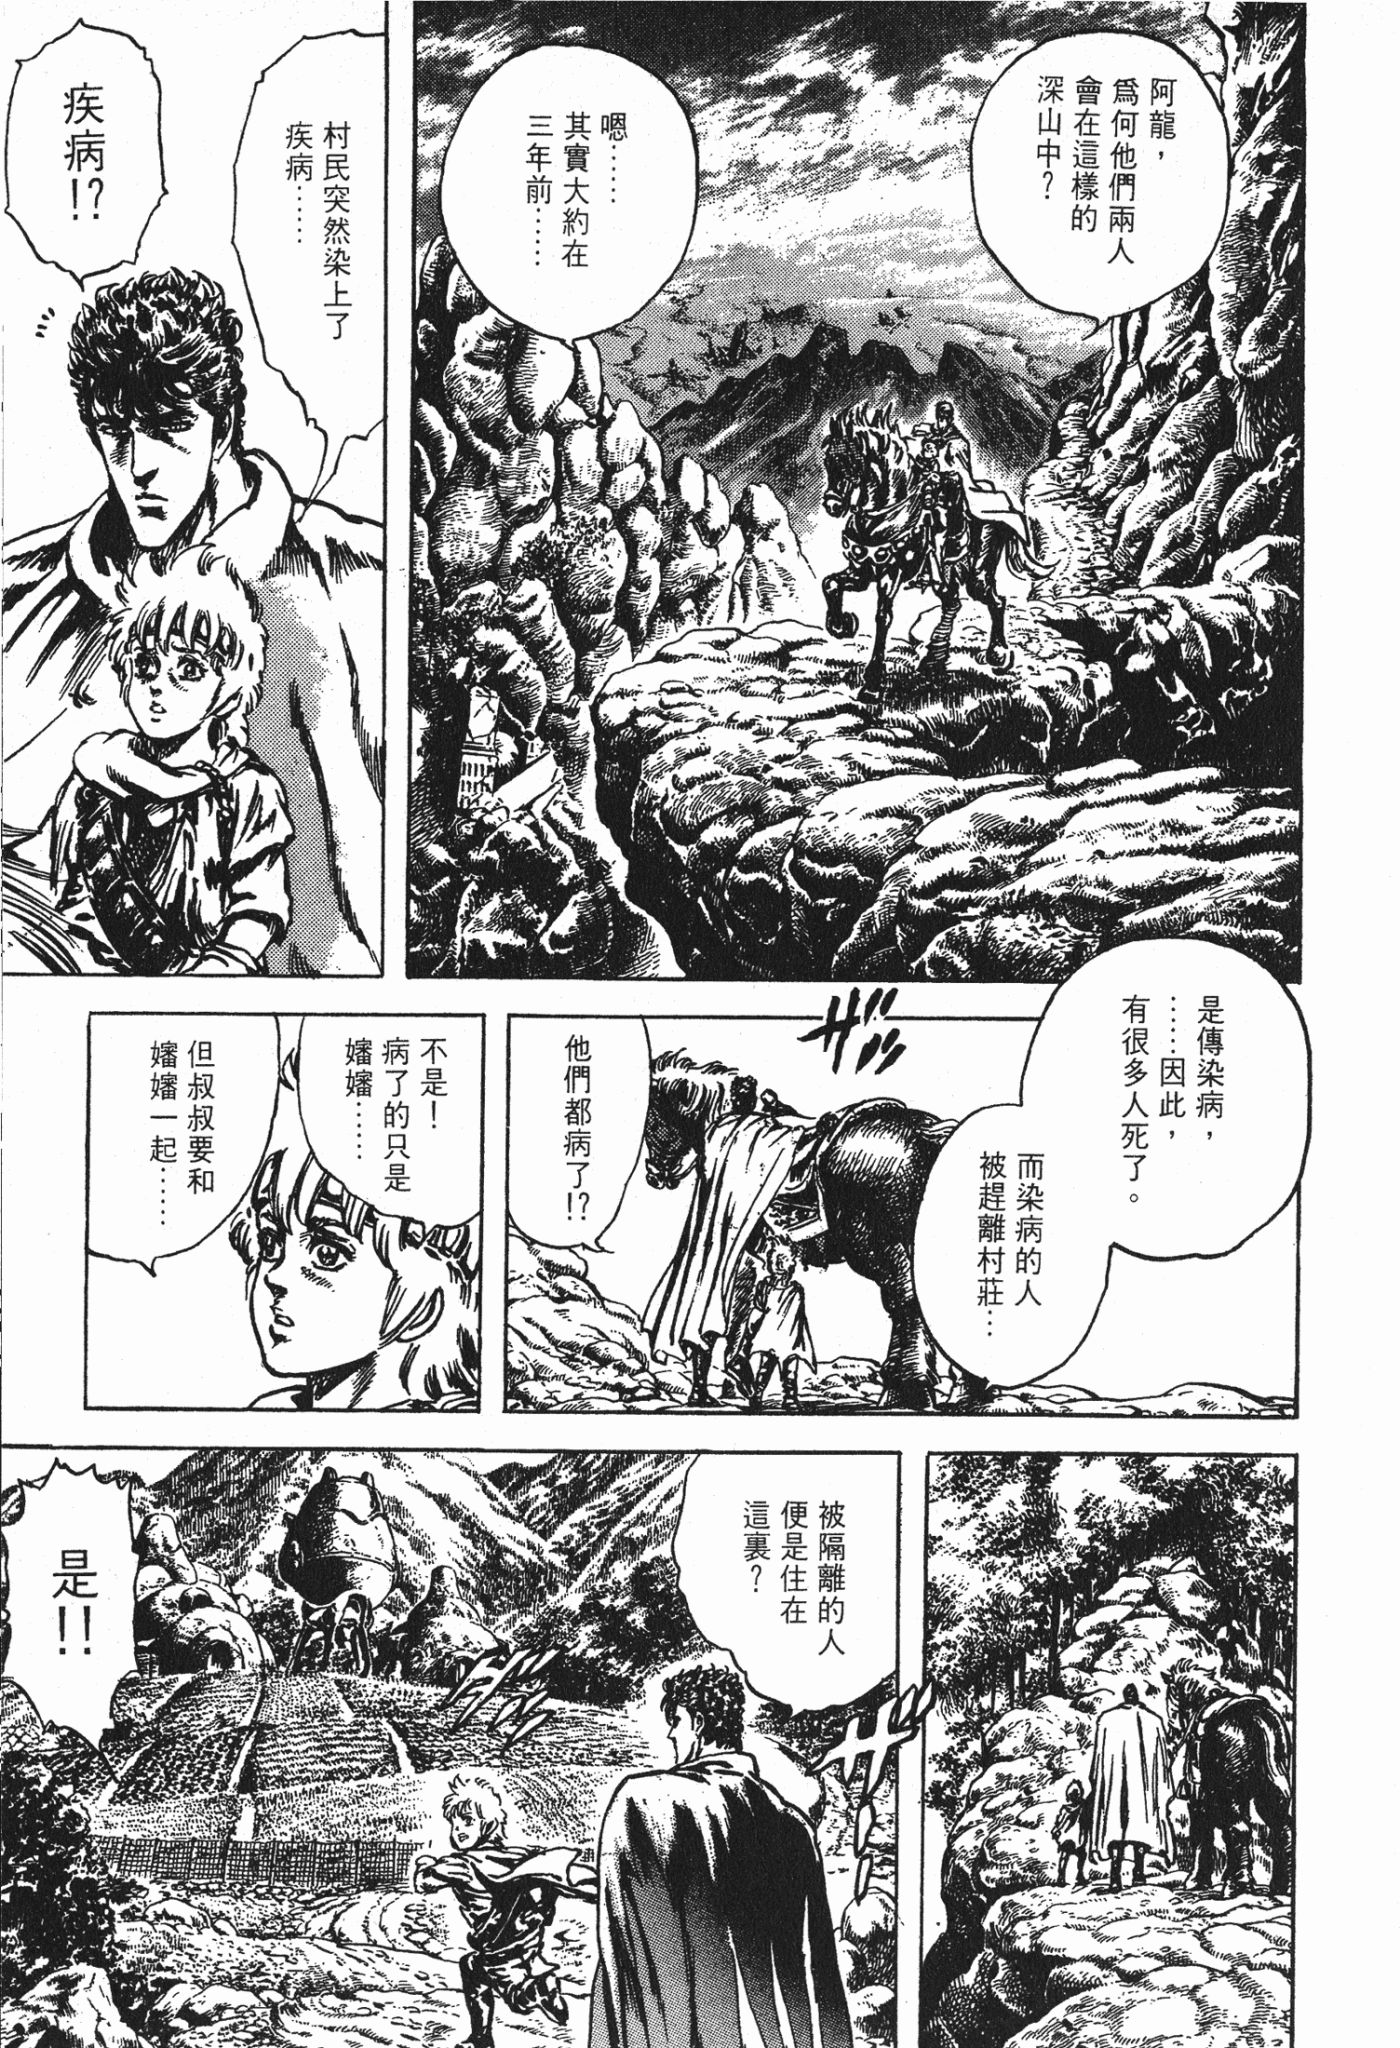 阿龍，
爲何他們兩人
會在這樣的
深山中？
嗯……
其實大約在
三年前……
村民突然染上了
疾病……
疾病!?
是傳染病，
……因此，
有很多人死了。
而染病的人
被趕離村莊…
ザッ
他們都病了!?
不是！
病了的只是
嬸嬸……
但叔叔要和
嬸嬸一起……
ザッ
被隔離的人
便是住在
這裏？
是!!